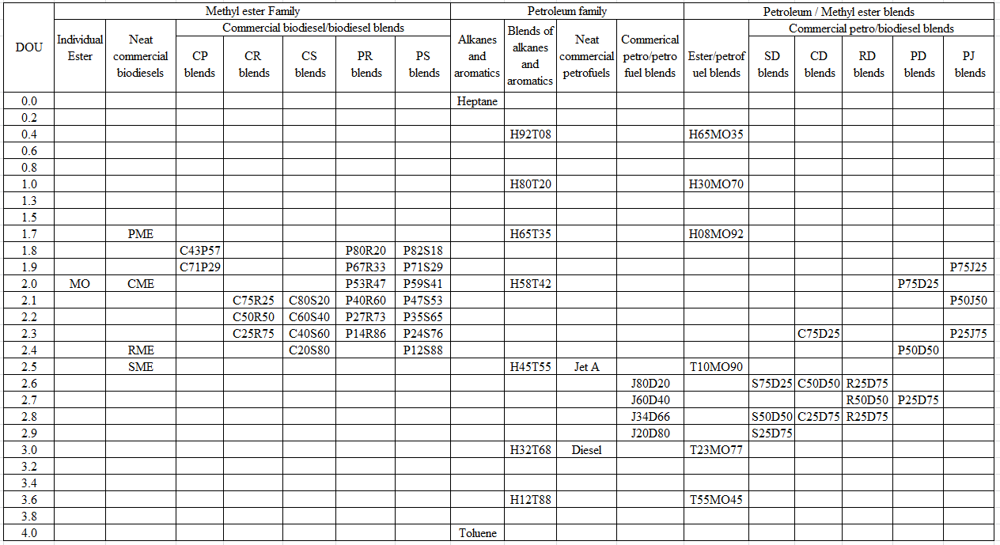 Methyl ester Family Petroleum family Petroleum / Methyl ester blends
DOU Individual Ester Neat commercial biodiesels Commercial biodiesel/biodiesel blends Alkanes and aromatics Blends of alkanes and aromatics Neat commercial petrofuels Commerical petro/petro fuel blends Ester/petrof uel blends Commercial petro/biodiesel blends
CP blends CR blends CS blends PR blends PS blends SD blends CD blends RD blends PD blends PJ blends
0.0 Heptane
0.2
0.4 H92T08 H65MO35
0.6
0.8
1.0 H80T20 H30MO70
1.3
1.5
1.7 PME H65T35 H08MO92
1.8 C43P57 P80R20 P82S18
1.9 C71P29 P67R33 P71S29 P75J25
2.0 MO CME P53R47 P59S41 H58T42 P75D25
2.1 C75R25 C80S20 P40R60 P47S53 P50J50
2.2 C50R50 C60S40 P27R73 P35S65
2.3 C25R75 C40S60 P14R86 P24S76 C75D25 P25J75
2.4 RME C20S80 P12S88 P50D50
2.5 SME H45T55 Jet A T10MO90
2.6 J80D20 S75D25 C50D50 R25D75
2.7 J60D40 R50D50 P25D75
2.8 J34D66 S50D50 C25D75 R25D75
2.9 J20D80 S25D75
3.0 H32T68 Diesel T23MO77
3.2
3.4
3.6 H12T88 T55MO45
3.8
4.0 Toluene